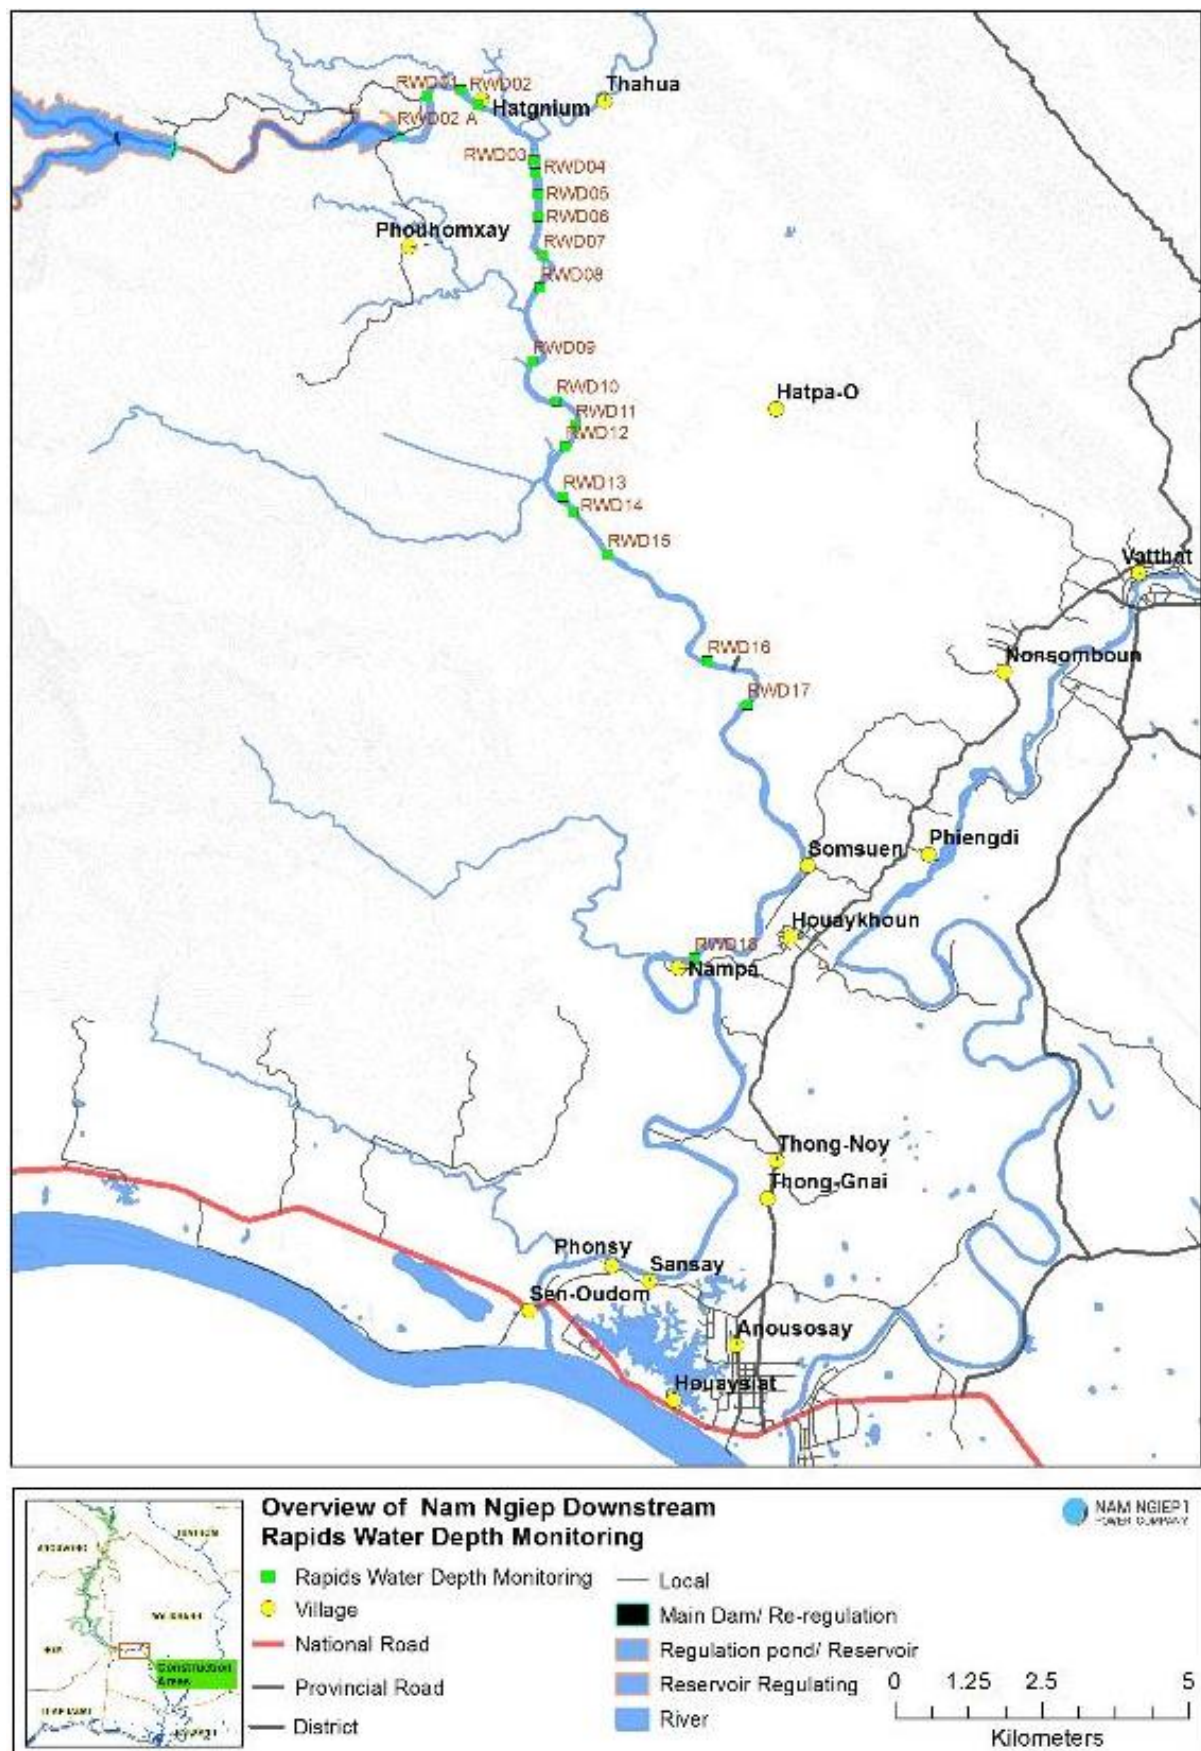 Thahua
RWD01
RWD02
Hatgnium
RWD02 A
RWD03
RWD04
RWD05
RWD06
Phouhomxay
RWD07
RWD08
RWD09
RWD10
Hatpa-O
RWD11
RWD12
RWD13
RWD14
RWD15
Vatthat
RWD16
Nonsomboun
RWD17
Somsuen
Phiengdi
Houaykhoun
RWD18
Nampa
Thong-Noy
Thong-Gnai
Phonsy
Sansay
Sen-Oudom
Anousosay
Houaysiat
Overview of Nam Ngiep Downstream
Rapids Water Depth Monitoring
NAM NGIEP 1
POWER COMPANY
Rapids Water Depth Monitoring
Village
National Road
Provincial Road
District
Local
Main Dam/ Re-regulation
Regulation pond/ Reservoir
Reservoir Regulating
River
0 1.25 2.5 5
Kilometers
Construction
Areas